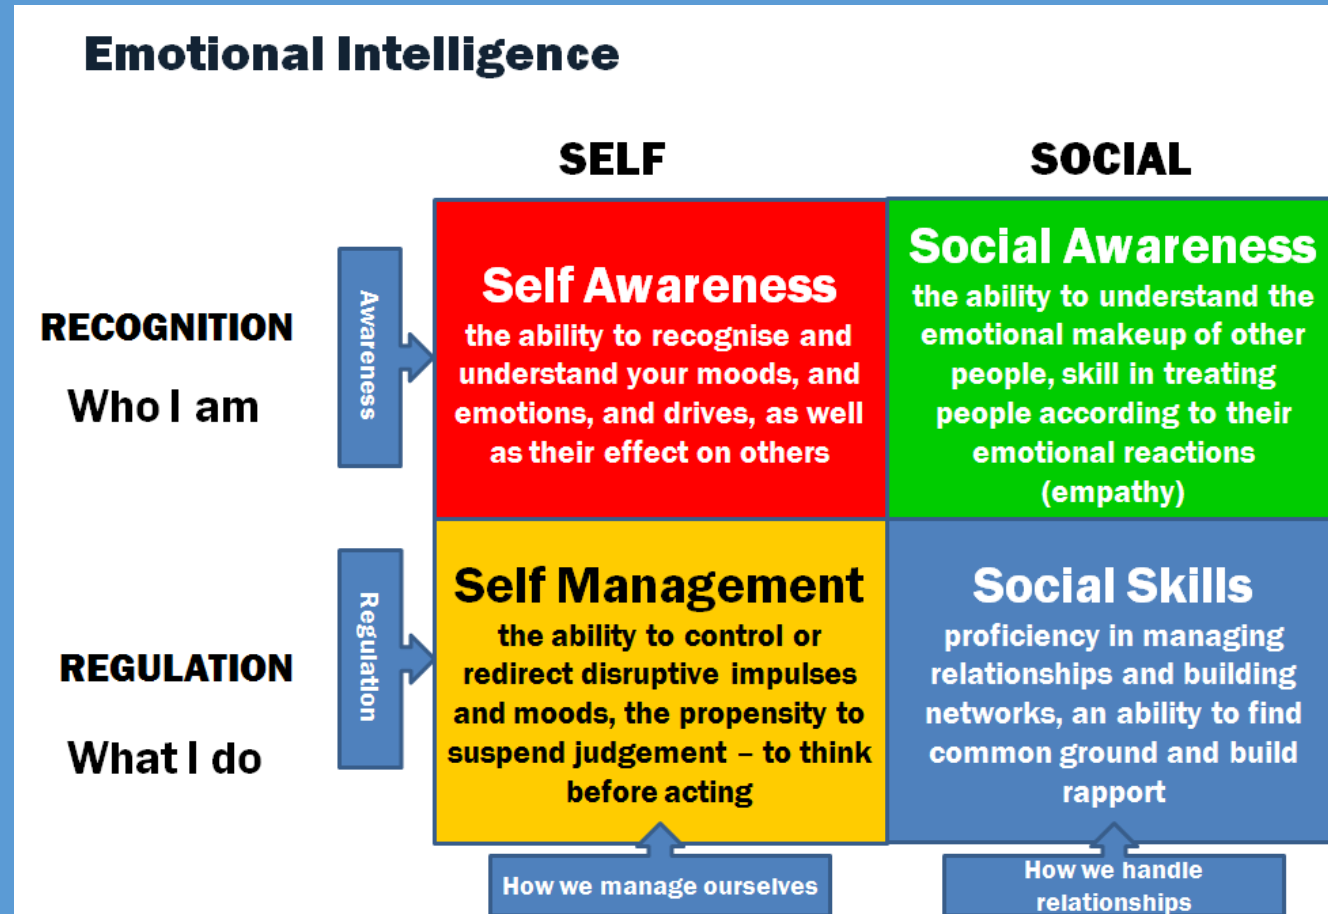 Emotional Intelligence
SELF
SOCIAL
RECOGNITION
Who I am
Awareness
Self Awareness
the ability to recognise and
understand your moods, and
emotions, and drives, as well
as their effect on others
Social Awareness
the ability to understand the
emotional makeup of other
people, skill in treating
people according to their
emotional reactions
(empathy)
REGULATION
What I do
Regulation
Self Management
the ability to control or
redirect disruptive impulses
and moods, the propensity to
suspend judgement – to think
before acting
Social Skills
proficiency in managing
relationships and building
networks, an ability to find
common ground and build
rapport
How we manage ourselves
How we handle
relationships